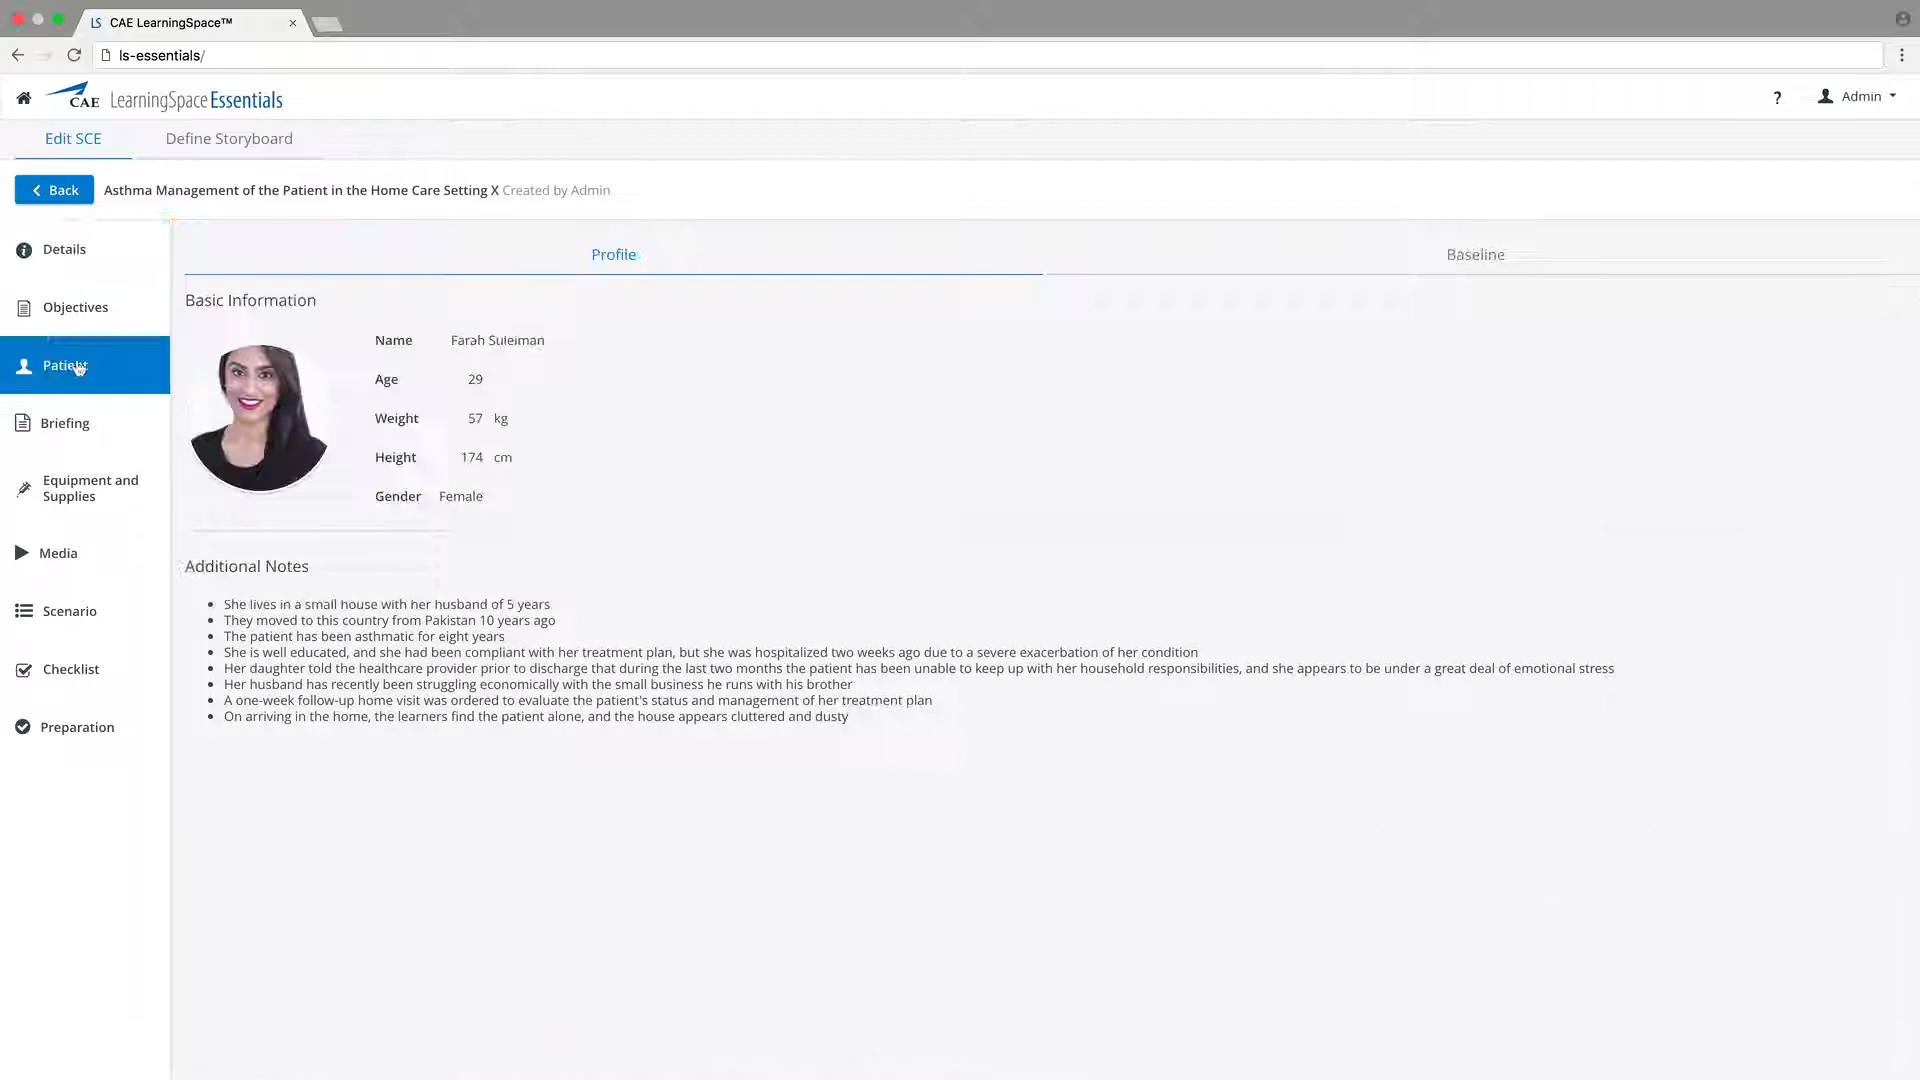 LS CAE LearningSpace™
ls-essentials/
CAE LearningSpace Essentials
? Admin
Edit SCE Define Storyboard
Back Asthma Management of the Patient in the Home Care Setting X Created by Admin
Details
Objectives
Patient
Briefing
Equipment and
Supplies
Media
Scenario
Checklist
Preparation
Profile Baseline
Basic Information
Name Farah Suleiman
Age 29
Weight 57 kg
Height 174 cm
Gender Female
Additional Notes
• She lives in a small house with her husband of 5 years
• They moved to this country from Pakistan 10 years ago
• The patient has been asthmatic for eight years
• She is well educated, and she had been compliant with her treatment plan, but she was hospitalized two weeks ago due to a severe exacerbation of her condition
• Her daughter told the healthcare provider prior to discharge that during the last two months the patient has been unable to keep up with her household responsibilities, and she appears to be under a great deal of emotional stress
• Her husband has recently been struggling economically with the small business he runs with his brother
• A one-week follow-up home visit was ordered to evaluate the patient's status and management of her treatment plan
• On arriving in the home, the learners find the patient alone, and the house appears cluttered and dusty